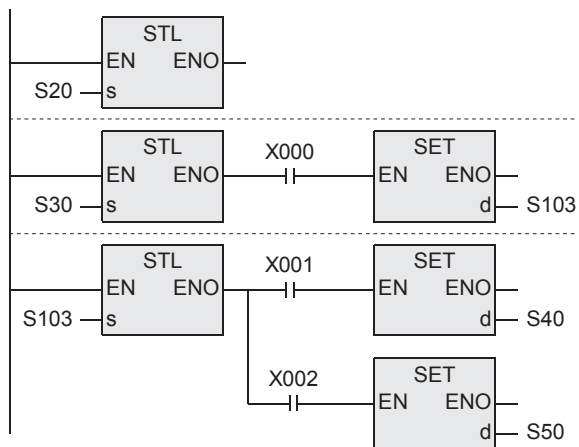 STL
EN ENO
S20 s
STL X000 SET
EN ENO EN ENO
S30 s d S103
STL X001 SET
EN ENO EN ENO
S103 s d S40
X002 SET
EN ENO
d S50